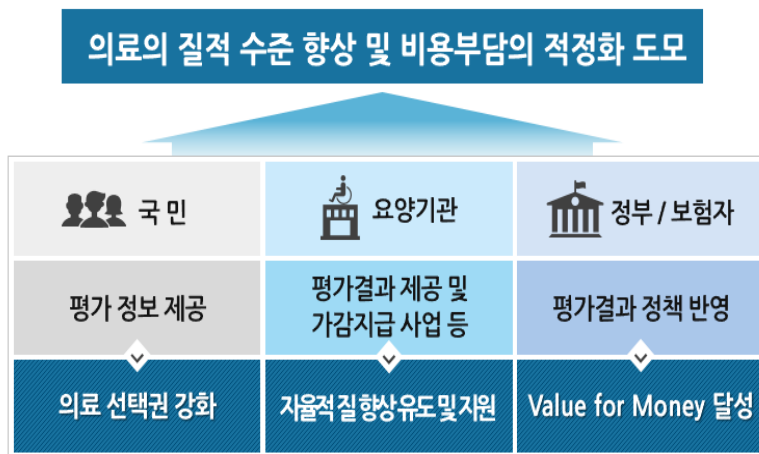 의료의 질적 수준 향상 및 비용부담의 적정화 도모
국 민
요양기관
정부 / 보험자
평가 정보 제공
평가결과 제공 및
가감지급 사업 등
평가결과 정책 반영
의료 선택권 강화
자율적 질 향상 유도 및 지원
Value for Money 달성